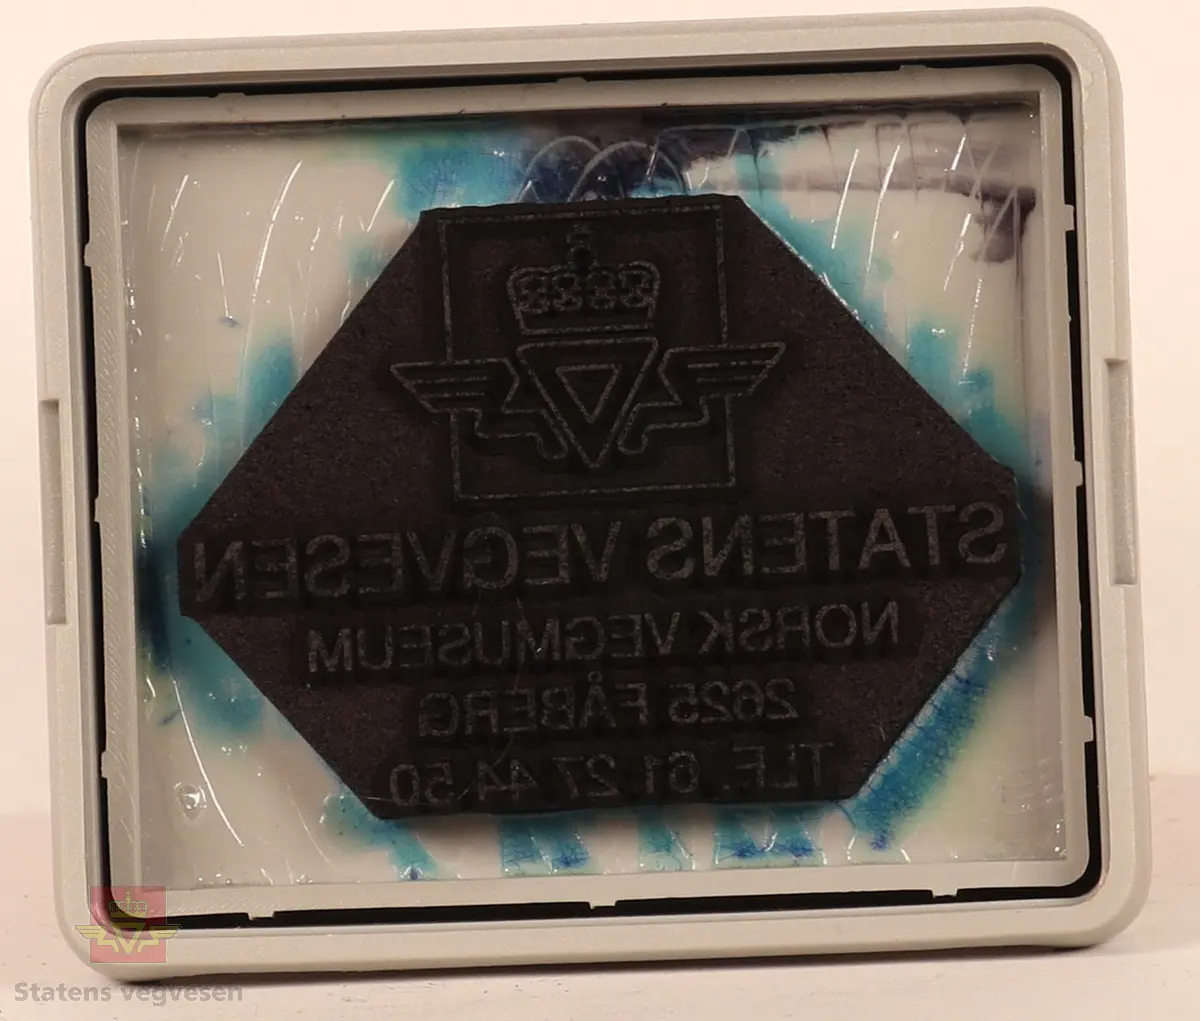 STATENS VEGVESEN
NORSK VEGMUSEUM
2625 FÅBERG
TLF. 61 27 44 50
Statens vegvesen